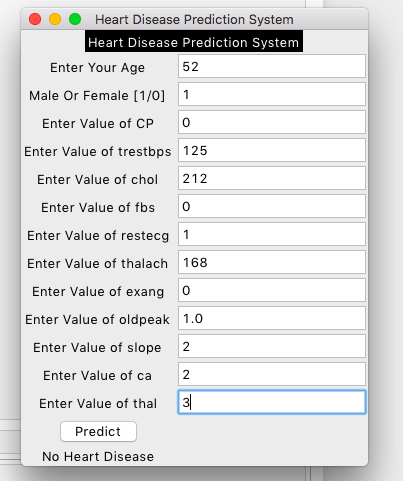 Heart Disease Prediction System
Heart Disease Prediction System
Enter Your Age 52
Male Or Female [1/0] 1
Enter Value of CP 0
Enter Value of trestbps 125
Enter Value of chol 212
Enter Value of fbs 0
Enter Value of restecg 1
Enter Value of thalach 168
Enter Value of exang 0
Enter Value of oldpeak 1.0
Enter Value of slope 2
Enter Value of ca 2
Enter Value of thal 3
Predict
No Heart Disease